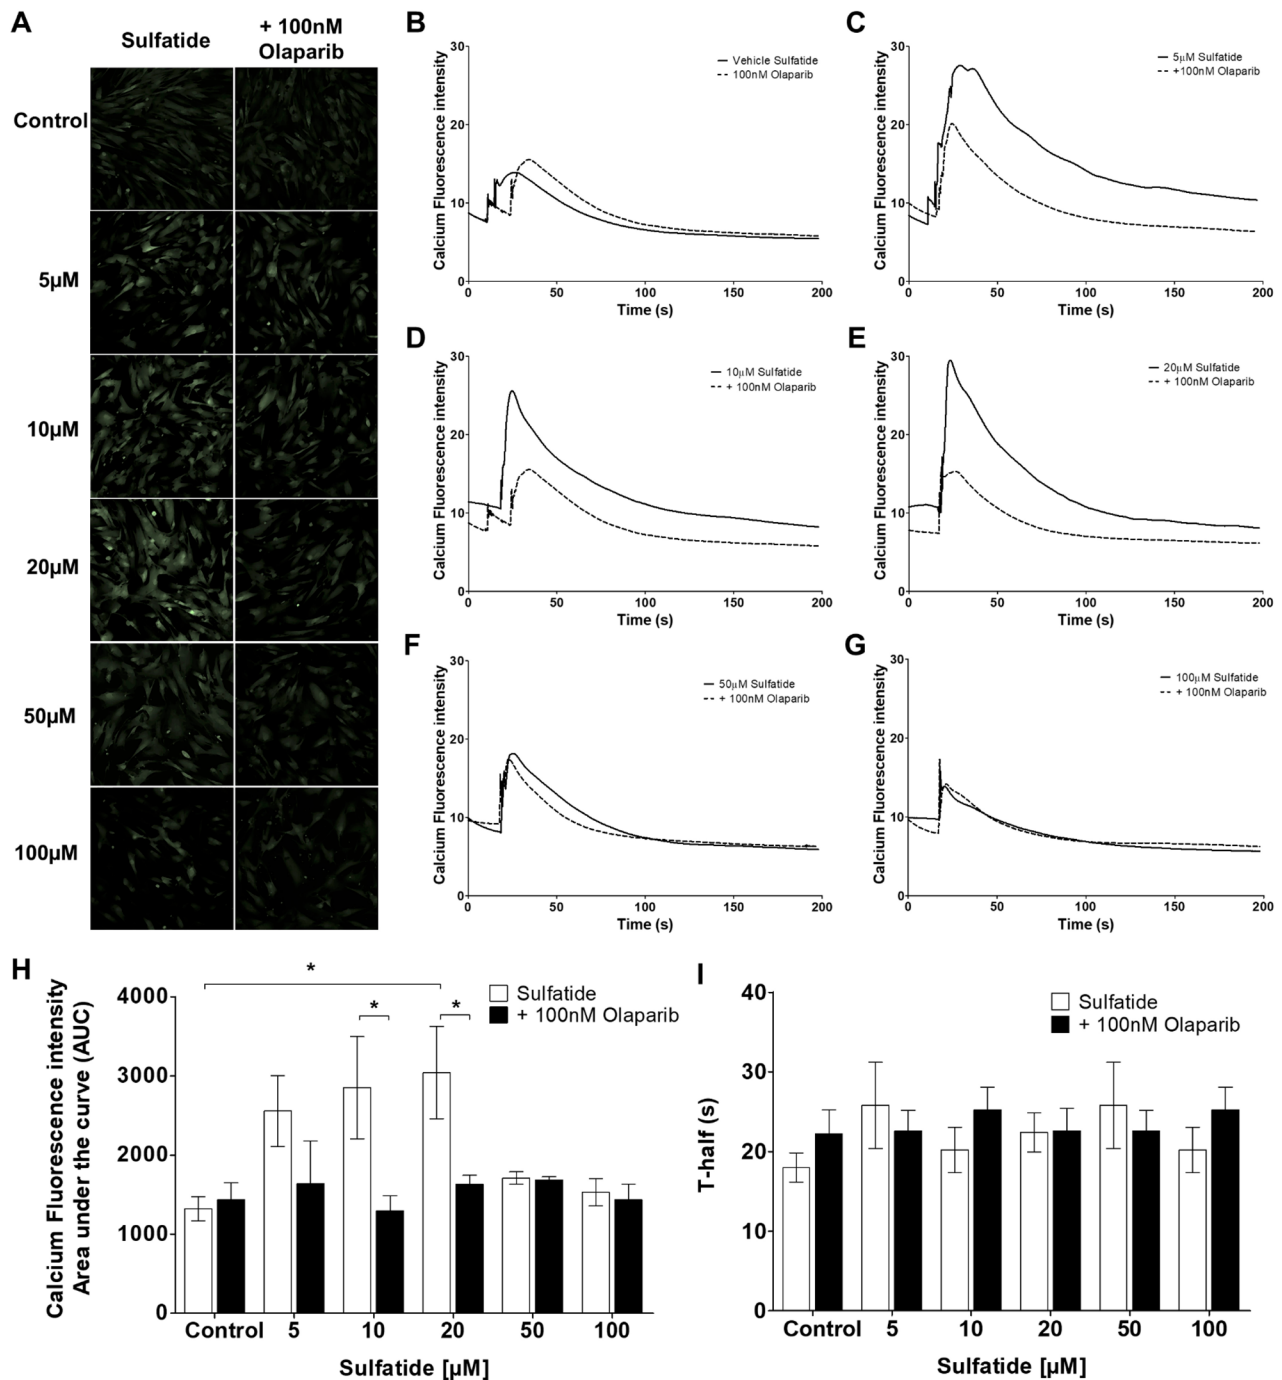 A
Sulfatide
+ 100nM
Olaparib
Control
5µM
10µM
20µM
50µM
100µM
B
Calcium Fluorescence intensity
30
20
10
0
0 50 100 150 200
Time (s)
Vehicle Sulfatide
100nM Olaparib
C
Calcium Fluorescence intensity
30
20
10
0
0 50 100 150 200
Time (s)
5µM Sulfatide
+100nM Olaparib
D
Calcium Fluorescence intensity
30
20
10
0
0 50 100 150 200
Time (s)
10µM Sulfatide
+ 100nM Olaparib
E
Calcium Fluorescence intensity
30
20
10
0
0 50 100 150 200
Time (s)
20µM Sulfatide
+ 100nM Olaparib
F
Calcium Fluorescence intensity
30
20
10
0
0 50 100 150 200
Time (s)
50µM Sulfatide
+ 100nM Olaparib
G
Calcium Fluorescence intensity
30
20
10
0
0 50 100 150 200
Time (s)
100µM Sulfatide
+ 100nM Olaparib
H
Calcium Fluorescence intensity
Area under the curve (AUC)
4000
3000
2000
1000
0
*
*
*
Sulfatide
+ 100nM Olaparib
Control 5 10 20 50 100
Sulfatide [µM]
I
T-half (s)
40
30
20
10
0
Sulfatide
+ 100nM Olaparib
Control 5 10 20 50 100
Sulfatide [µM]